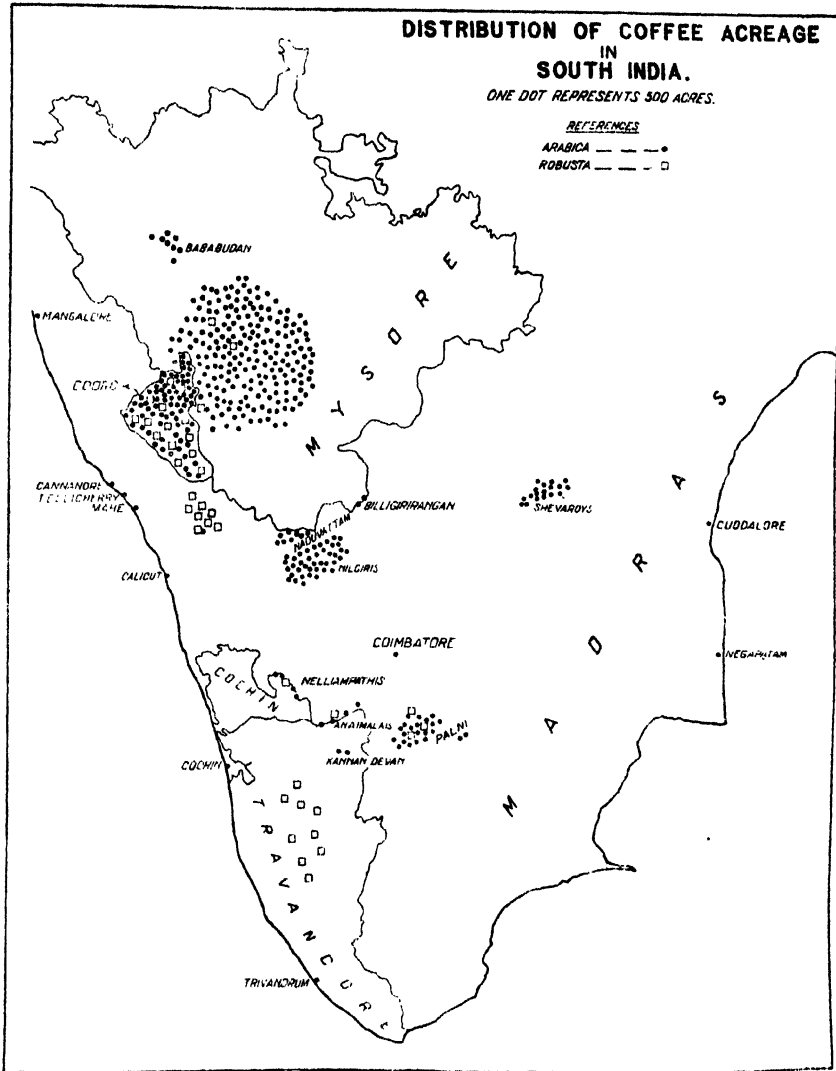 DISTRIBUTION OF COFFEE ACREAGE
IN
SOUTH INDIA.
ONE DOT REPRESENTS 500 ACRES.
REFERENCES
ARABICA
ROBUSTA
BABABUDAN
MYSORE
MANGALORE
COORG
CANNANORE
TELLICHERRY
MAHE
BILLIGIRIRANGAN
NADUVATTAM
NILGIRIS
SHEVAROYS
CUDDALORE
MADRAS
CALICUT
COIMBATORE
NEGAPATAM
COCHIN
NELLIAMPATHIS
ANAIMALAIS
PALNI
KANNAN DEVAN
COCHIN
TRAVANCORE
TRIVANDRUM